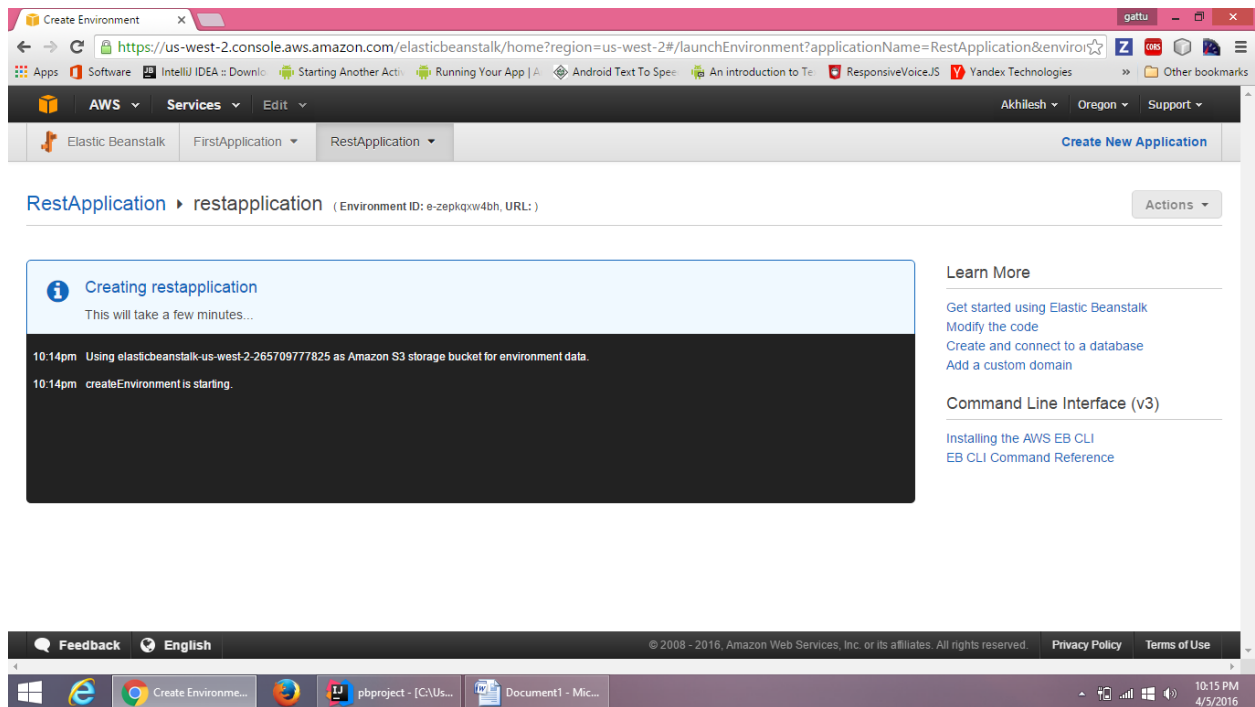 Create Environment
gattu
https://us-west-2.console.aws.amazon.com/elasticbeanstalk/home?region=us-west-2#/launchEnvironment?applicationName=RestApplication&enviror
Z CORS
Apps Software IntelliJ IDEA :: Downlo Starting Another Activ Running Your App | A Android Text To Spee An introduction to Te ResponsiveVoice.JS Yandex Technologies » Other bookmarks
AWS Services Edit Akhilesh Oregon Support
Elastic Beanstalk FirstApplication RestApplication Create New Application
RestApplication restapplication ( Environment ID: e-zepkqxw4bh, URL: ) Actions
Creating restapplication
This will take a few minutes...
10:14pm Using elasticbeanstalk-us-west-2-265709777825 as Amazon S3 storage bucket for environment data.
10:14pm createEnvironment is starting.
Learn More
Get started using Elastic Beanstalk
Modify the code
Create and connect to a database
Add a custom domain
Command Line Interface (v3)
Installing the AWS EB CLI
EB CLI Command Reference
Feedback English © 2008 - 2016, Amazon Web Services, Inc. or its affiliates. All rights reserved. Privacy Policy Terms of Use
Create Environme... pbproject - [C:\Us... Document1 - Mic...
10:15 PM
4/5/2016